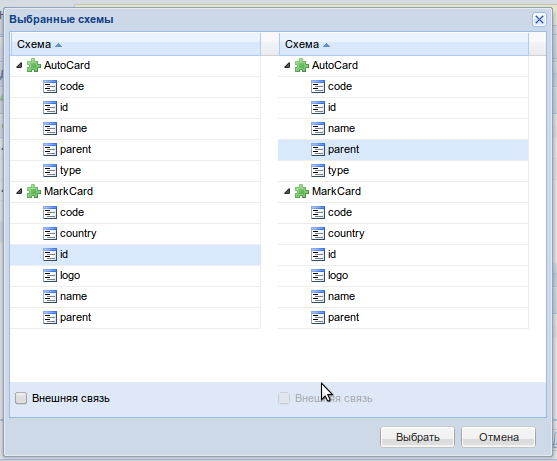 Выбранные схемы
Схема Схема
AutoCard AutoCard
code code
id id
name name
parent parent
type type
MarkCard MarkCard
code code
country country
id id
logo logo
name name
parent parent
Внешняя связь Внешняя связь
Выбрать Отмена